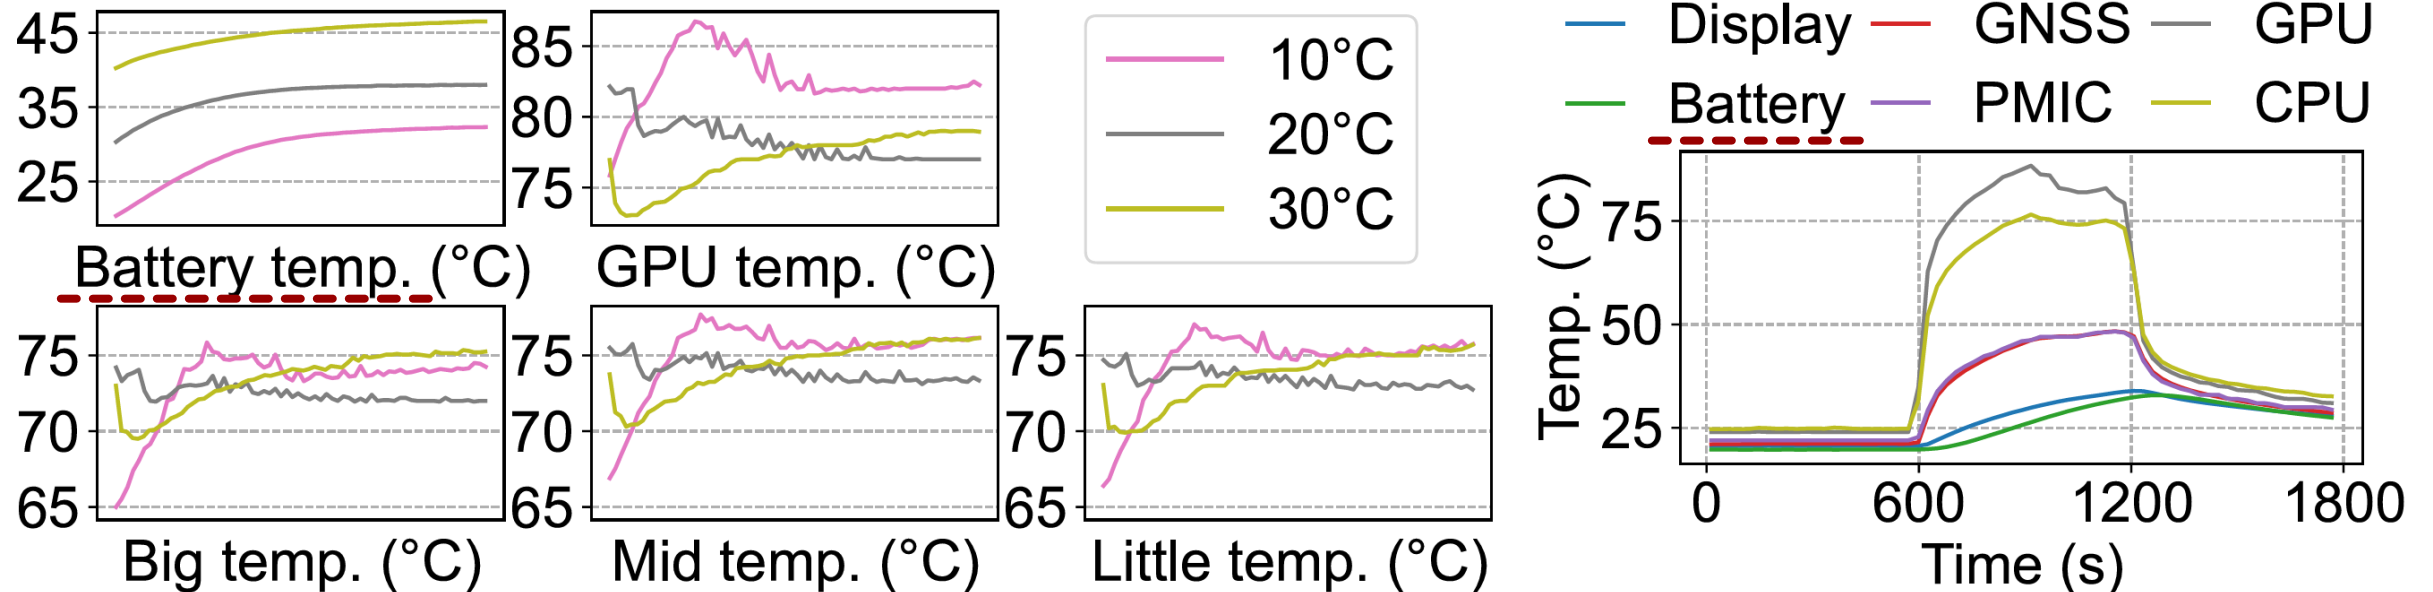 45
35
25
Battery temp. (°C)
85
80
75
GPU temp. (°C)
10°C
20°C
30°C
75
70
65
Big temp. (°C)
75
70
65
Mid temp. (°C)
75
70
65
Little temp. (°C)
Display GNSS GPU
Battery PMIC CPU
Temp. (°C)
75
50
25
0 600 1200 1800
Time (s)